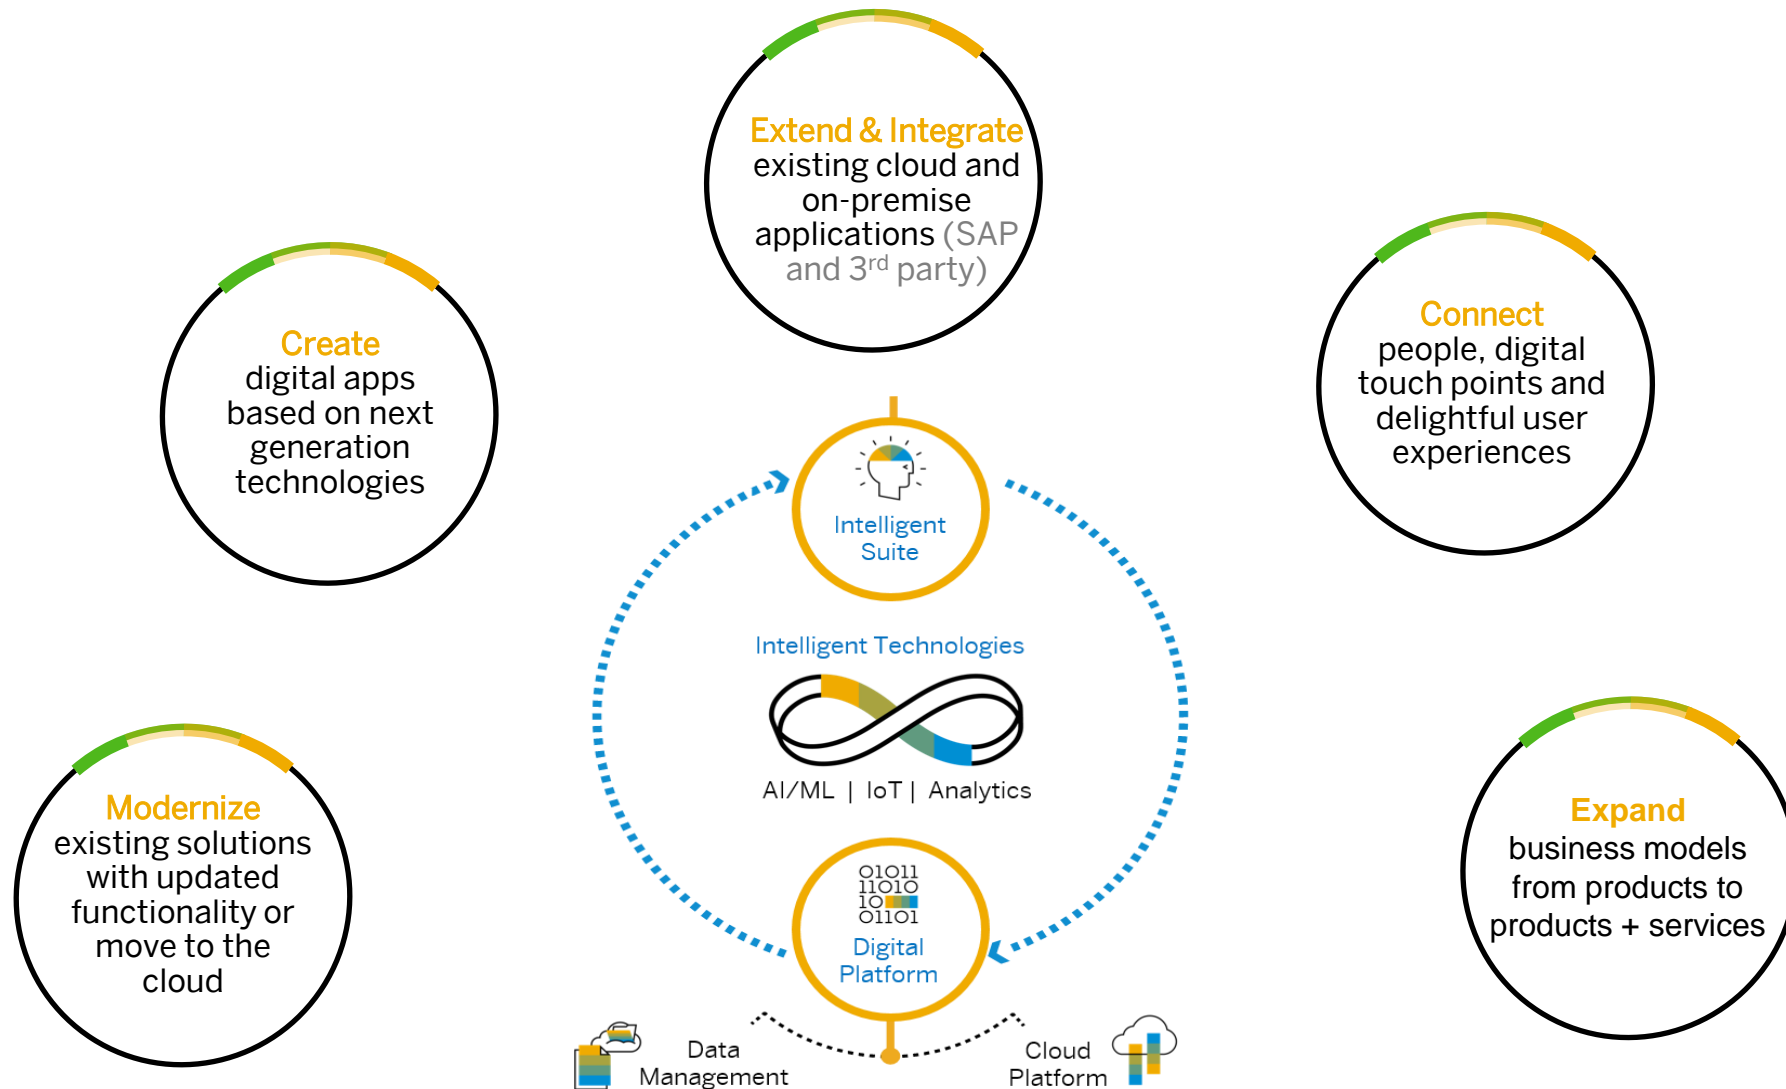 Extend & Integrate
existing cloud and
on-premise
applications (SAP
and 3rd party)
Create
digital apps
based on next
generation
technologies
Connect
people, digital
touch points and
delightful user
experiences
Intelligent
Suite
Intelligent Technologies
AI/ML | IoT | Analytics
Modernize
existing solutions
with updated
functionality or
move to the
cloud
Expand
business models
from products to
products + services
01011
11010
10
01101
Digital
Platform
Data
Management
Cloud
Platform